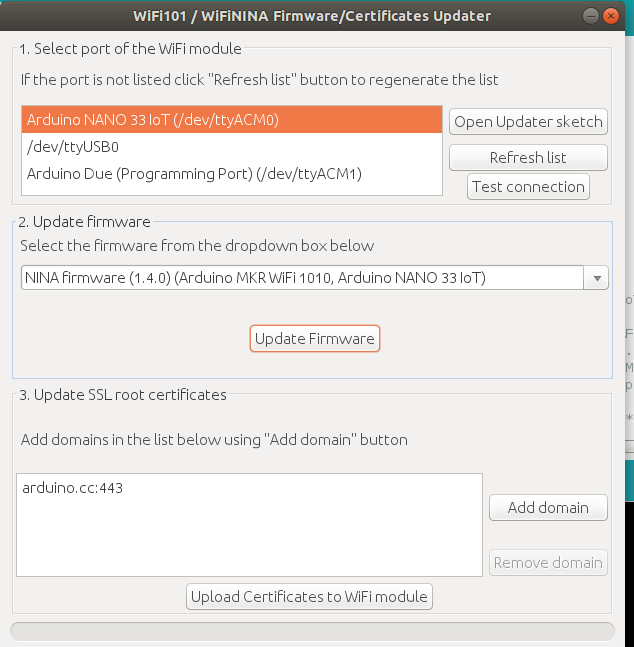 WiFi101 / WiFiNINA Firmware/Certificates Updater
1. Select port of the WiFi module
If the port is not listed click "Refresh list" button to regenerate the list
Arduino NANO 33 IoT (/dev/ttyACM0)
/dev/ttyUSB0
Arduino Due (Programming Port) (/dev/ttyACM1)
Open Updater sketch
Refresh list
Test connection
2. Update firmware
Select the firmware from the dropdown box below
NINA firmware (1.4.0) (Arduino MKR WiFi 1010, Arduino NANO 33 IoT)
Update Firmware
3. Update SSL root certificates
Add domains in the list below using "Add domain" button
arduino.cc:443
Add domain
Remove domain
Upload Certificates to WiFi module